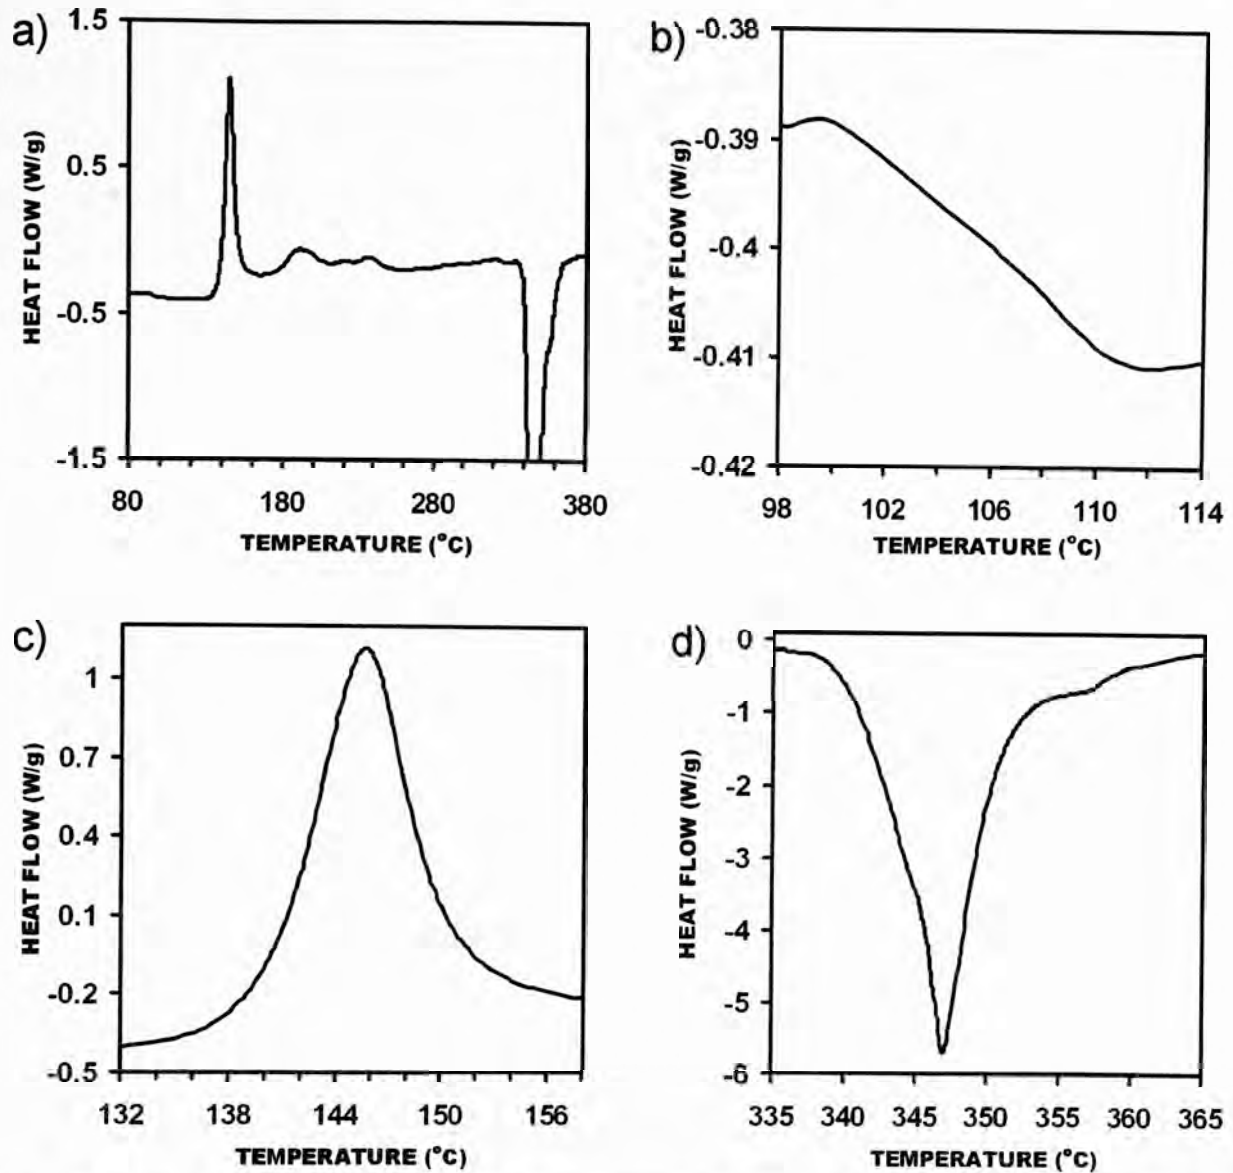 a)
1.5
0.5
-0.5
-1.5
HEAT FLOW (W/g)
80 180 280 380
TEMPERATURE (°C)
b)
-0.38
-0.39
-0.4
-0.41
-0.42
HEAT FLOW (W/g)
98 102 106 110 114
TEMPERATURE (°C)
c)
1
0.7
0.4
0.1
-0.2
-0.5
HEAT FLOW (W/g)
132 138 144 150 156
TEMPERATURE (°C)
d)
0
-1
-2
-3
-4
-5
-6
HEAT FLOW (W/g)
335 340 345 350 355 360 365
TEMPERATURE (°C)